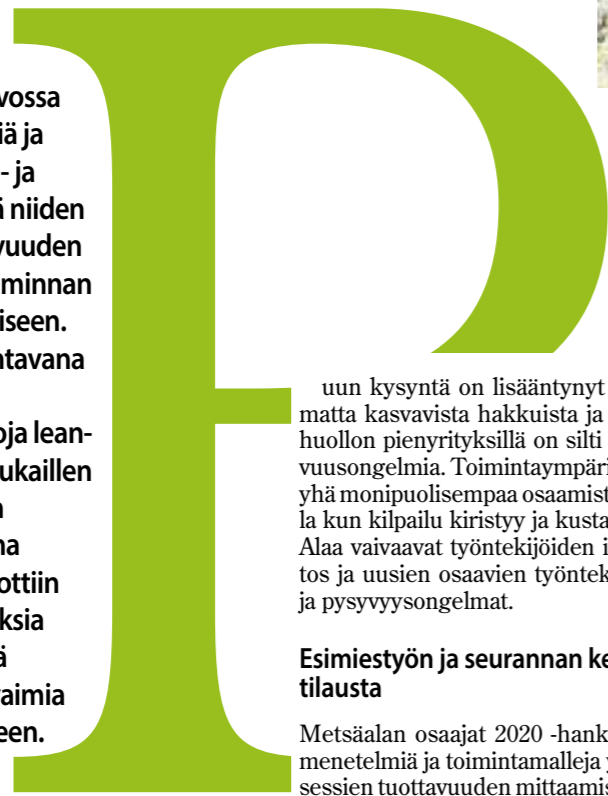 vossa
iä ja
- ja
ä niiden
vuuden
minnan
iseen.
ntavana
oja lean-
ukaillen
n
na
ottiin
ksia
ä
aimia
een.
P
uun kysyntä on lisääntynyt
matta kasvavista hakkuista ja
huollon pienyrityksillä on silti
vuusongelmia. Toimintaympäri
yhä monipuolisempaa osaamist
la kun kilpailu kiristyy ja kusta
Alaa vaivaavat työntekijöiden i
tos ja uusien osaavien työntek
ja pysyvyysongelmat.
Esimiestyön ja seurannan ke
tilausta
Metsäalan osaajat 2020 -hank
menetelmiä ja toimintamalleja y
sessien tuottavuuden mittaamis